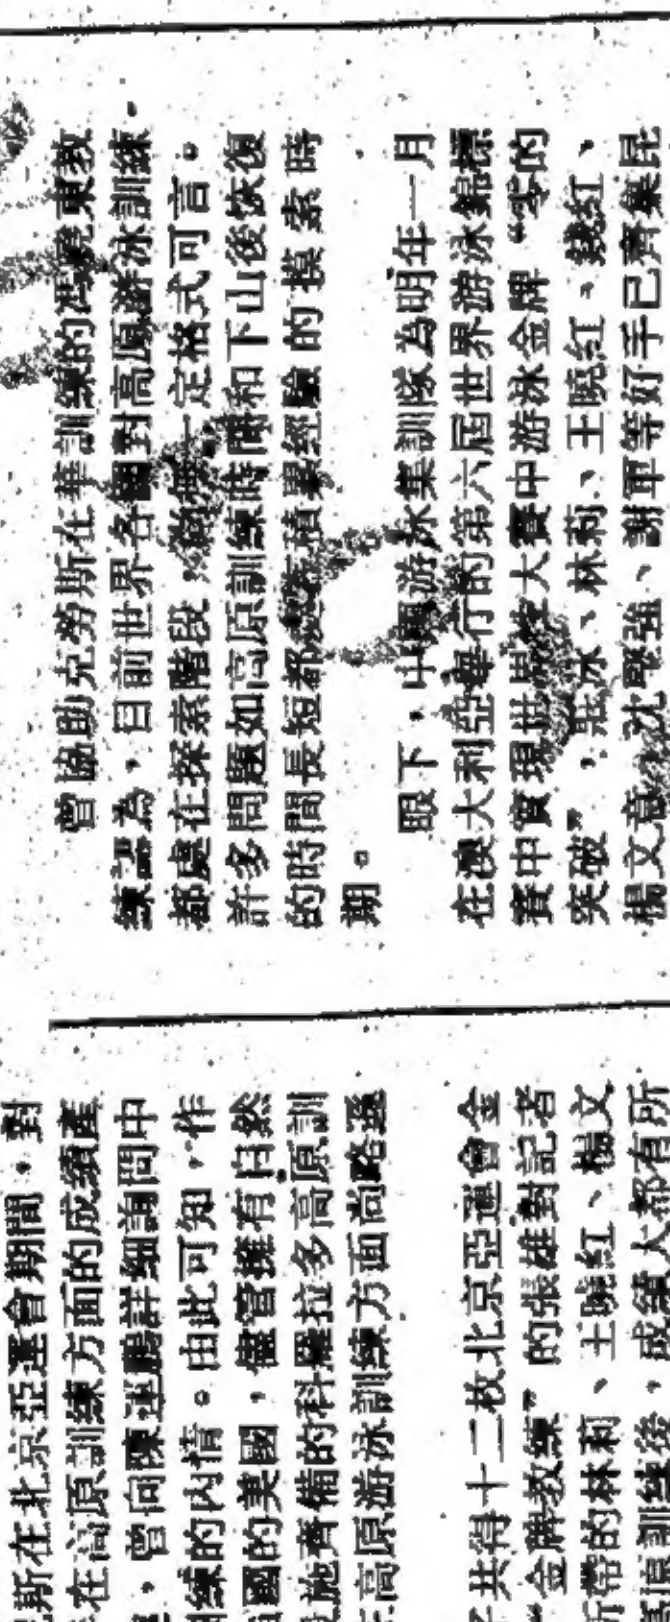 斯在北京亞運會期間,對
在高原訓練方面的成績產
,曾向陳運鵬詳細詢問中
訓練的內情。由此可知,作
國的美國,儘管擁有自然
施齊備的科羅拉多高原訓
高原游泳訓練方面尚略遜
共得十二枚北京亞運會金
“金牌教練”的張雄對記者
所帶的林莉、王曉紅、楊文
高原訓練後,成績大都有所
曾協助克勞斯在華訓練的馮曉東教
練認為,目前世界各國對高原游泳訓練
都處在探索階段,尚無一定格式可言。
許多問題如高原訓練時間和下山後恢復
的時間長短都處在積累經驗的摸索時
期。
眼下,中國游泳集訓隊為明年一月
在澳大利亞舉行的第六屆世界游泳錦標
賽中實現世界大賽中游泳金牌“零的
突破”,莊泳、林莉、王曉紅、錢紅、
楊文意、沈堅強、謝軍等好手已齊集昆